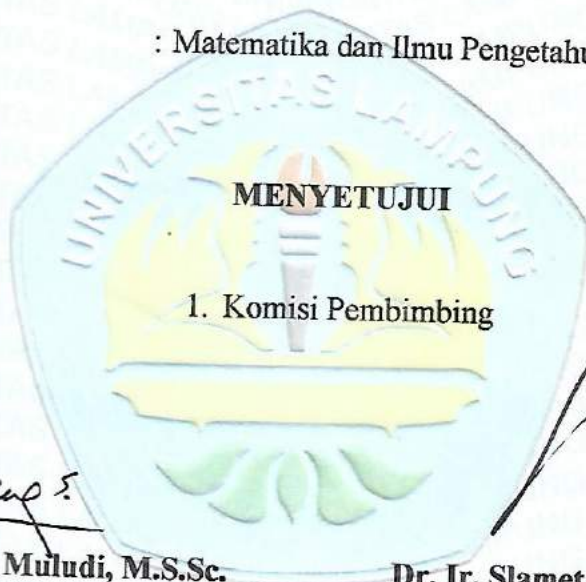 : Matematika dan Ilmu Pengetahu
UNIVERSITAS LAMPUNG
MENYETUJUI
1. Komisi Pembimbing
Muludi, M.S.Sc.
Dr. Ir. Slamet